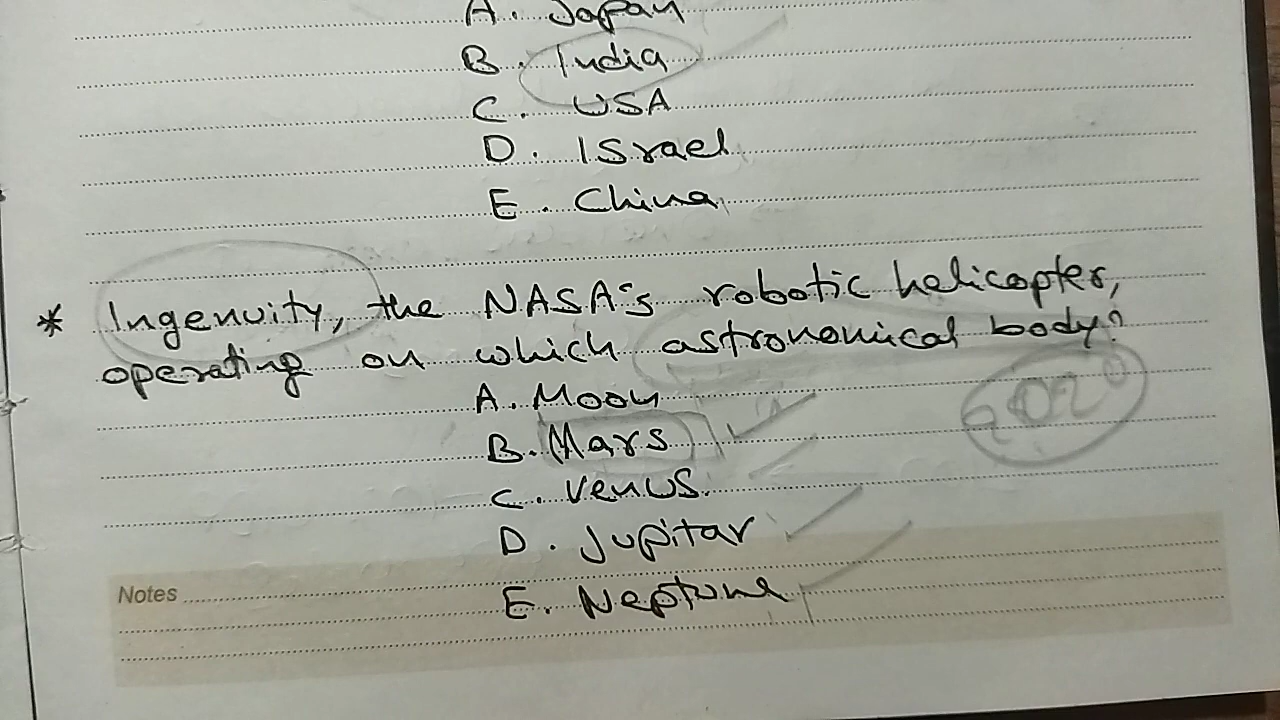 A. Japan
B. India
C. USA
D. Israel
E. China
* Ingenuity, the NASA's robotic helicopter,
operating on which astronomical body?
A. Moon
B. Mars
C. Venus.
D. Jupitar
Notes
E. Neptune